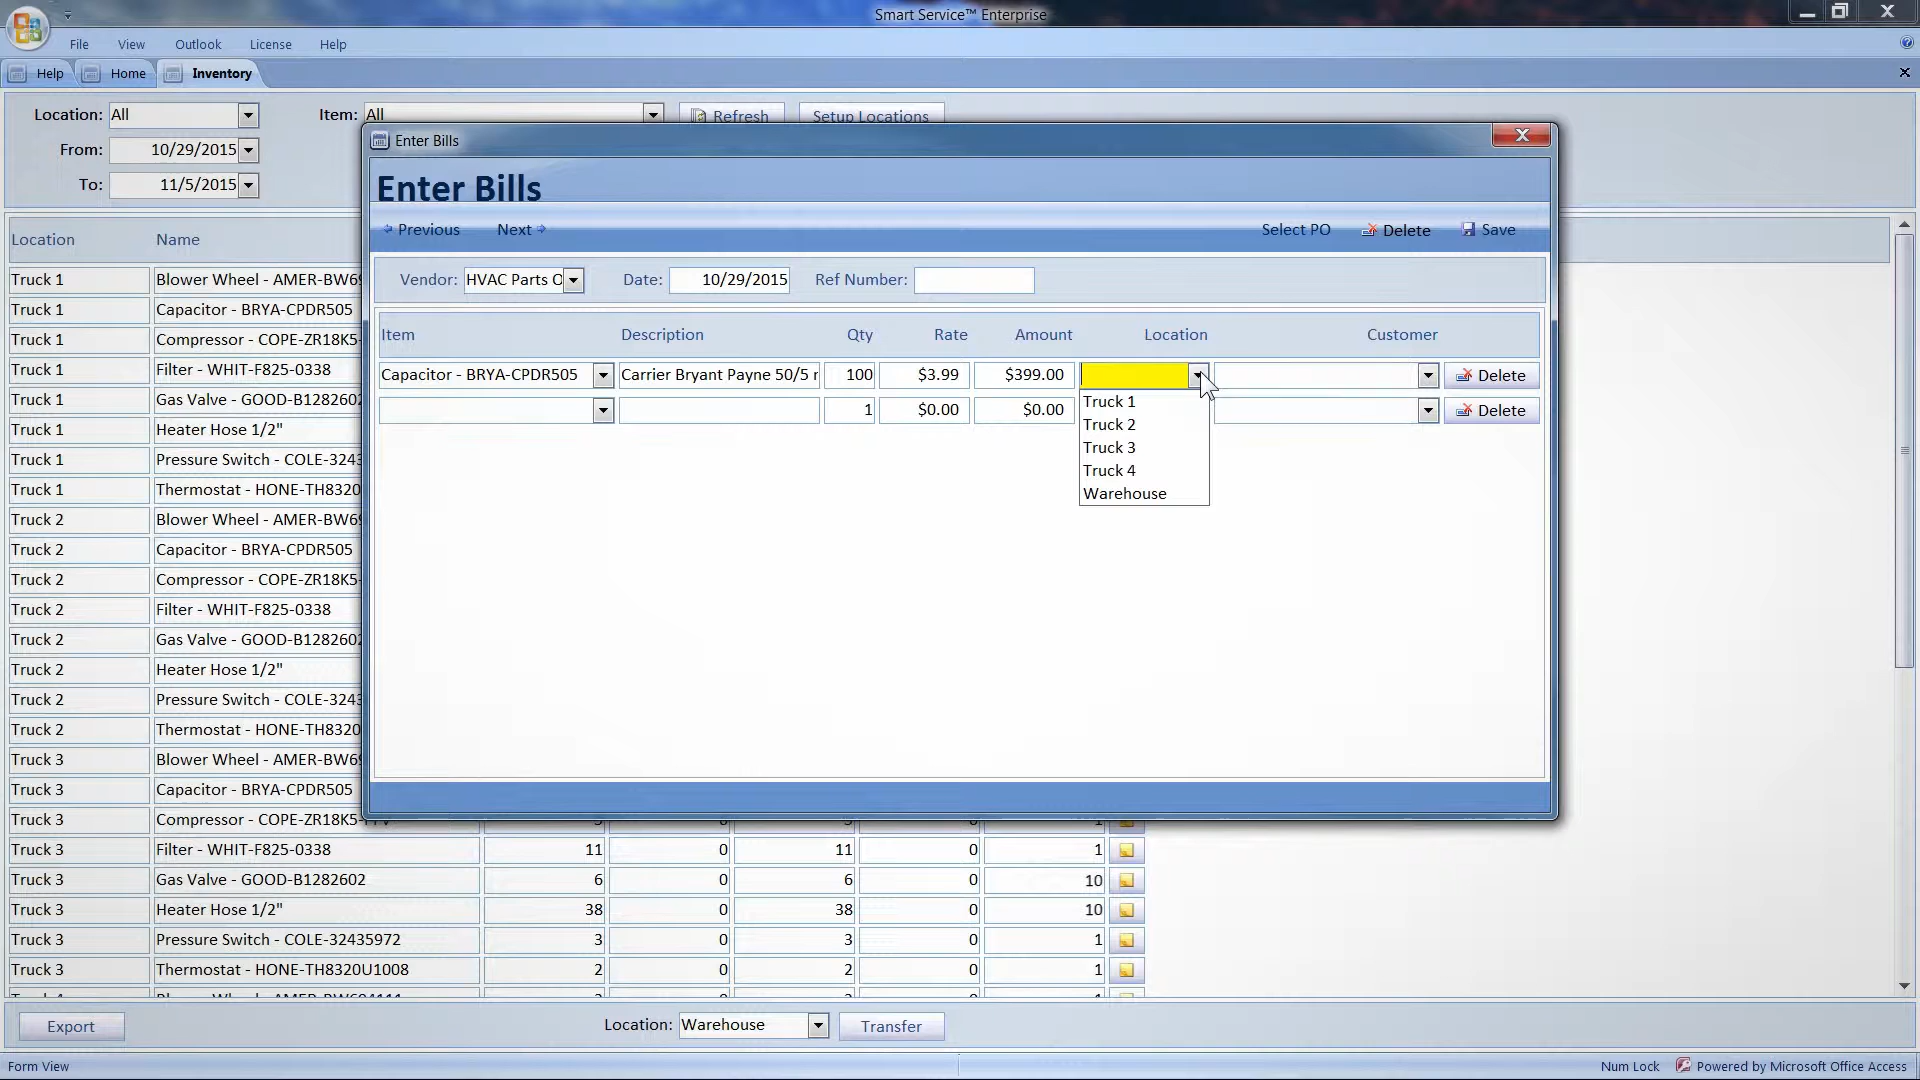 Smart Service™ Enterprise
File View Outlook License Help
Help Home Inventory
Location: All Item: All Refresh Setup Locations
From: 10/29/2015
To: 11/5/2015
Enter Bills
Enter Bills
Previous Next Select PO Delete Save
Vendor: HVAC Parts Date: 10/29/2015 Ref Number:
Item Description Qty Rate Amount Location Customer
Capacitor - BRYA-CPDR505 Carrier Bryant Payne 50/5 100 $3.99 $399.00 Delete
1 $0.00 $0.00 Delete
Truck 1
Truck 2
Truck 3
Truck 4
Warehouse
Location Name
Truck 1 Blower Wheel - AMER-BW69
Truck 1 Capacitor - BRYA-CPDR505
Truck 1 Compressor - COPE-ZR18K5-
Truck 1 Filter - WHIT-F825-0338
Truck 1 Gas Valve - GOOD-B1282602
Truck 1 Heater Hose 1/2"
Truck 1 Pressure Switch - COLE-3243
Truck 1 Thermostat - HONE-TH8320
Truck 2 Blower Wheel - AMER-BW69
Truck 2 Capacitor - BRYA-CPDR505
Truck 2 Compressor - COPE-ZR18K5-
Truck 2 Filter - WHIT-F825-0338
Truck 2 Gas Valve - GOOD-B1282602
Truck 2 Heater Hose 1/2"
Truck 2 Pressure Switch - COLE-3243
Truck 2 Thermostat - HONE-TH8320
Truck 3 Blower Wheel - AMER-BW69
Truck 3 Capacitor - BRYA-CPDR505
Truck 3 Compressor - COPE-ZR18K5-
Truck 3 Filter - WHIT-F825-0338 11 0 11 0 1
Truck 3 Gas Valve - GOOD-B1282602 6 0 6 0 10
Truck 3 Heater Hose 1/2" 38 0 38 0 10
Truck 3 Pressure Switch - COLE-32435972 3 0 3 0 1
Truck 3 Thermostat - HONE-TH8320U1008 2 0 2 0 1
Export Location: Warehouse Transfer
Form View Num Lock Powered by Microsoft Office Access